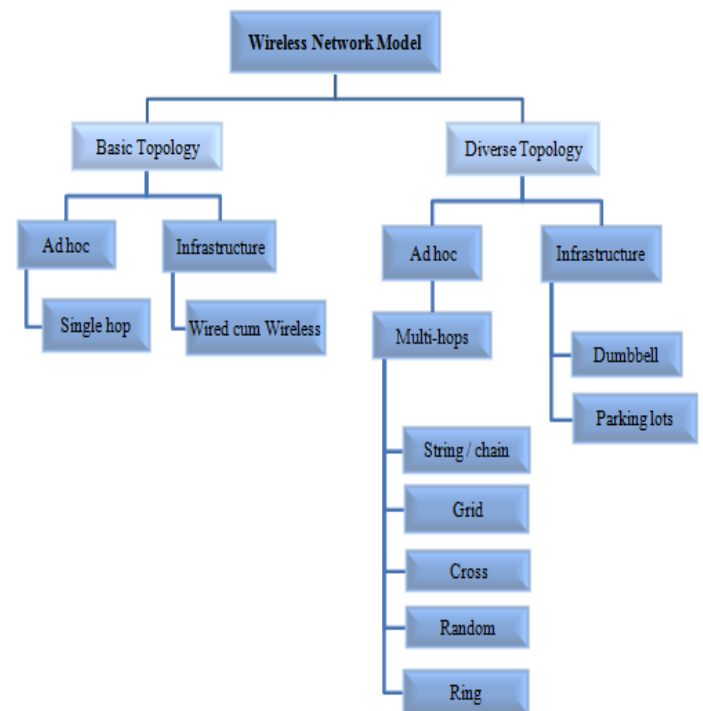 Wireless Network Model
Basic Topology
Diverse Topology
Ad hoc
Infrastructure
Ad hoc
Infrastructure
Single hop
Wired cum Wireless
Multi-hops
Dumbbell
Parking lots
String / chain
Grid
Cross
Random
Ring